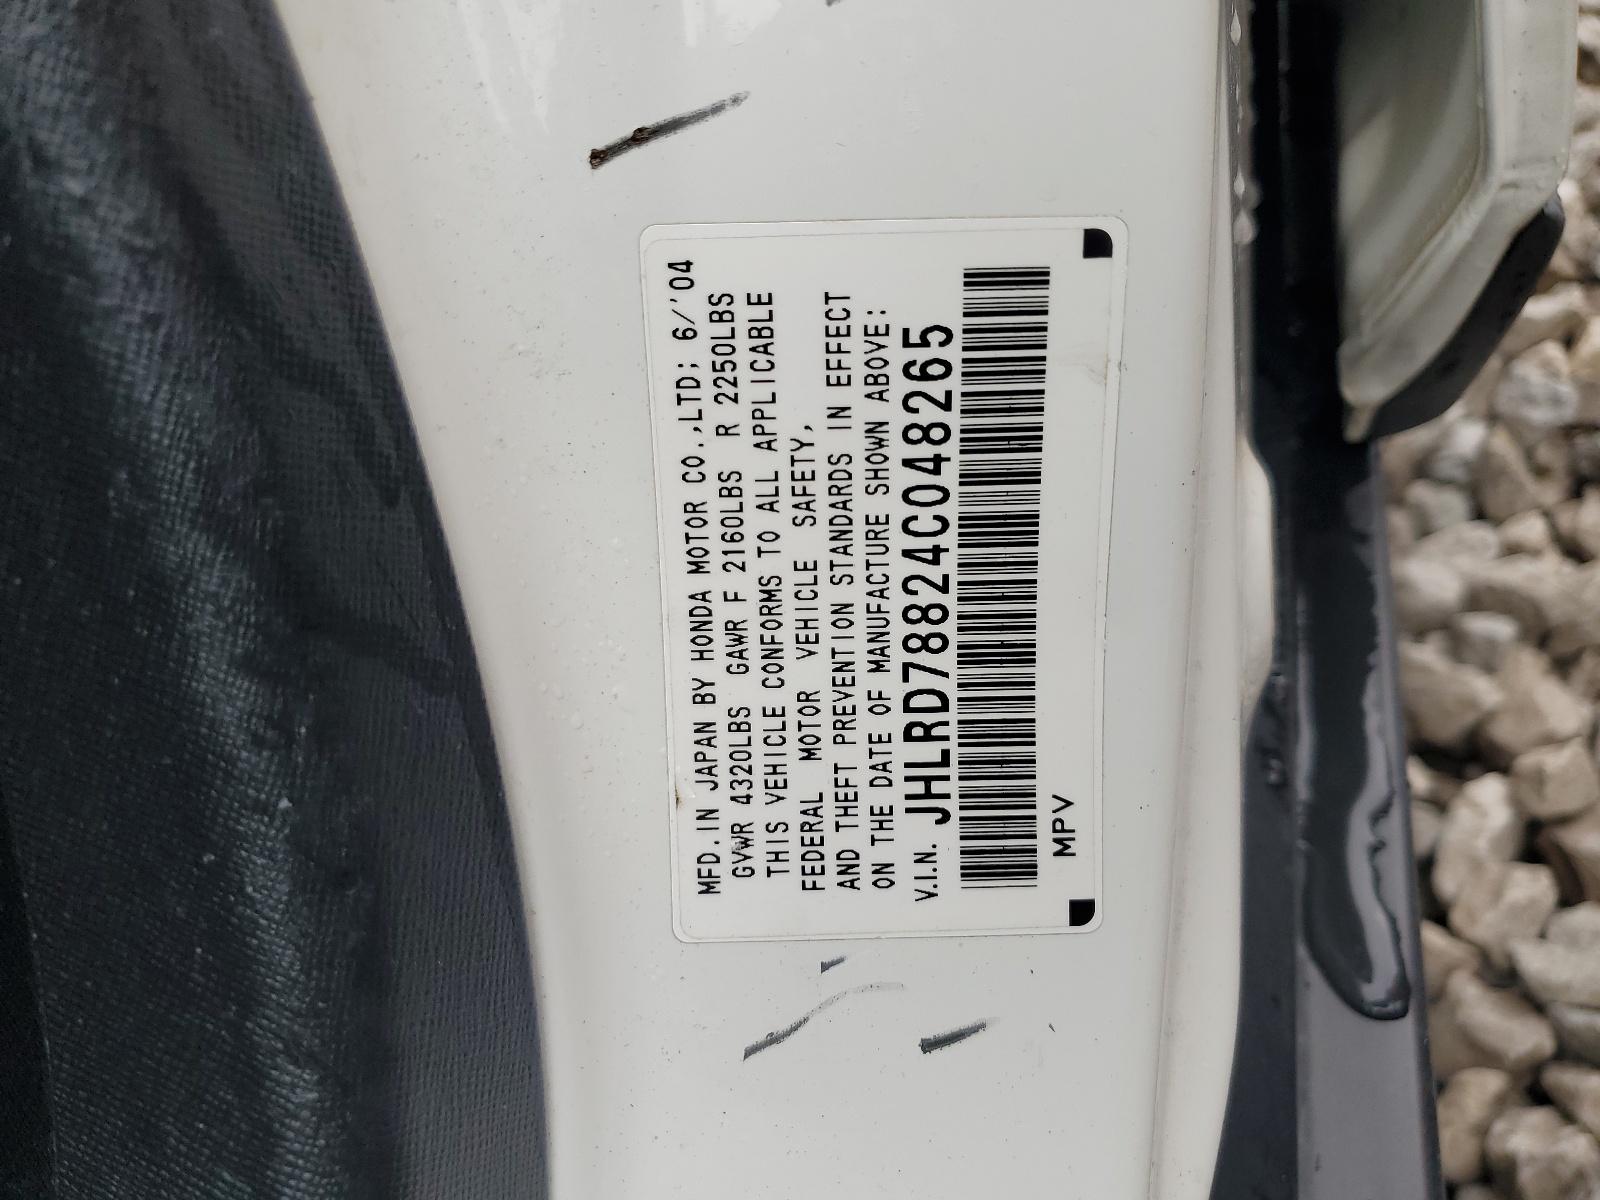 MFD.IN JAPAN BY HONDA MOTOR CO.,LTD; 6/'04
GVWR 4320LBS GAWR F 2160LBS R 2250LBS
THIS VEHICLE CONFORMS TO ALL APPLICABLE
FEDERAL MOTOR VEHICLE SAFETY,
AND THEFT PREVENTION STANDARDS IN EFFECT
ON THE DATE OF MANUFACTURE SHOWN ABOVE:
V.I.N. JHLRD78824C048265
MPV